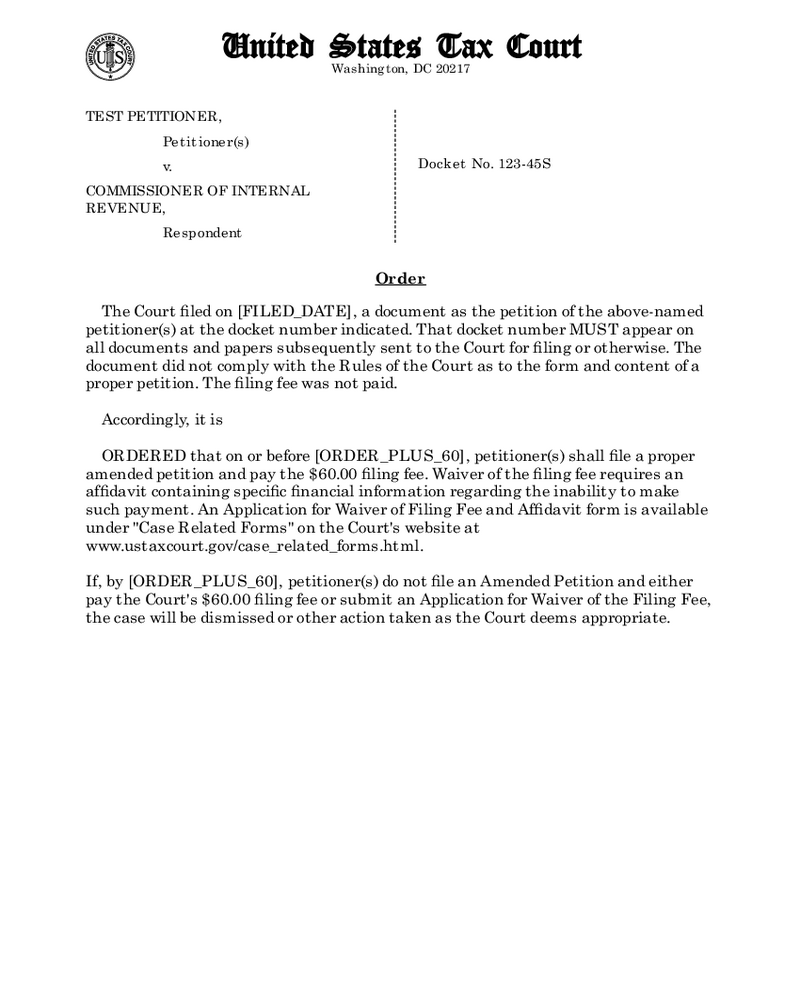 United States Tax Court
Washington, DC 20217
TEST PETITIONER,
Petitioner(s)
v.
COMMISSIONER OF INTERNAL
REVENUE,
Respondent
Docket No. 123-45S
Order
The Court filed on [FILED_DATE], a document as the petition of the above-named
petitioner(s) at the docket number indicated. That docket number MUST appear on
all documents and papers subsequently sent to the Court for filing or otherwise. The
document did not comply with the Rules of the Court as to the form and content of a
proper petition. The filing fee was not paid.
Accordingly, it is
ORDERED that on or before [ORDER_PLUS_60], petitioner(s) shall file a proper
amended petition and pay the $60.00 filing fee. Waiver of the filing fee requires an
affidavit containing specific financial information regarding the inability to make
such payment. An Application for Waiver of Filing Fee and Affidavit form is available
under "Case Related Forms" on the Court's website at
www.ustaxcourt.gov/case_related_forms.html.
If, by [ORDER_PLUS_60], petitioner(s) do not file an Amended Petition and either
pay the Court's $60.00 filing fee or submit an Application for Waiver of the Filing Fee,
the case will be dismissed or other action taken as the Court deems appropriate.